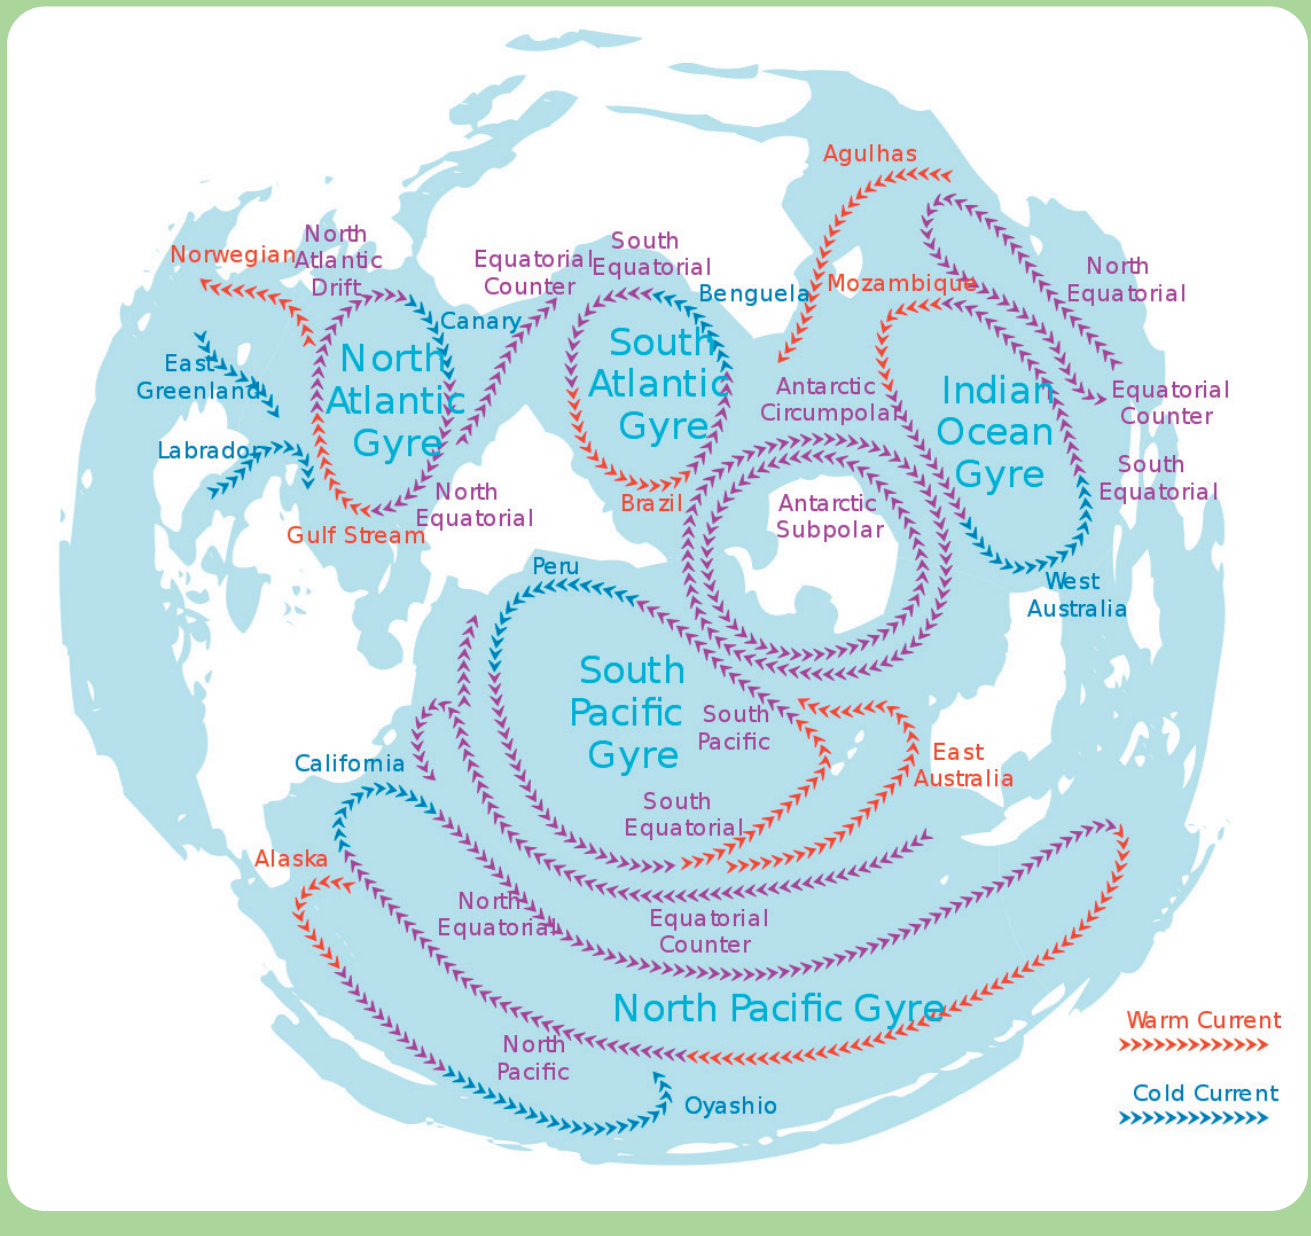 Agulhas
North
Atlantic
Drift
Norwegian
Equatorial
Counter
South
Equatorial
Benguela
Mozambique
North
Equatorial
Canary
East
Greenland
North
Atlantic
Gyre
South
Atlantic
Gyre
Antarctic
Circumpolar
Indian
Ocean
Gyre
Equatorial
Counter
Labrador
South
Equatorial
North
Equatorial
Brazil
Antarctic
Subpolar
Gulf Stream
Peru
West
Australia
South
Pacific
Gyre
South
Pacific
California
East
Australia
South
Equatorial
Alaska
North
Equatorial
Equatorial
Counter
North Pacific Gyre
North
Pacific
Oyashio
Warm Current
Cold Current